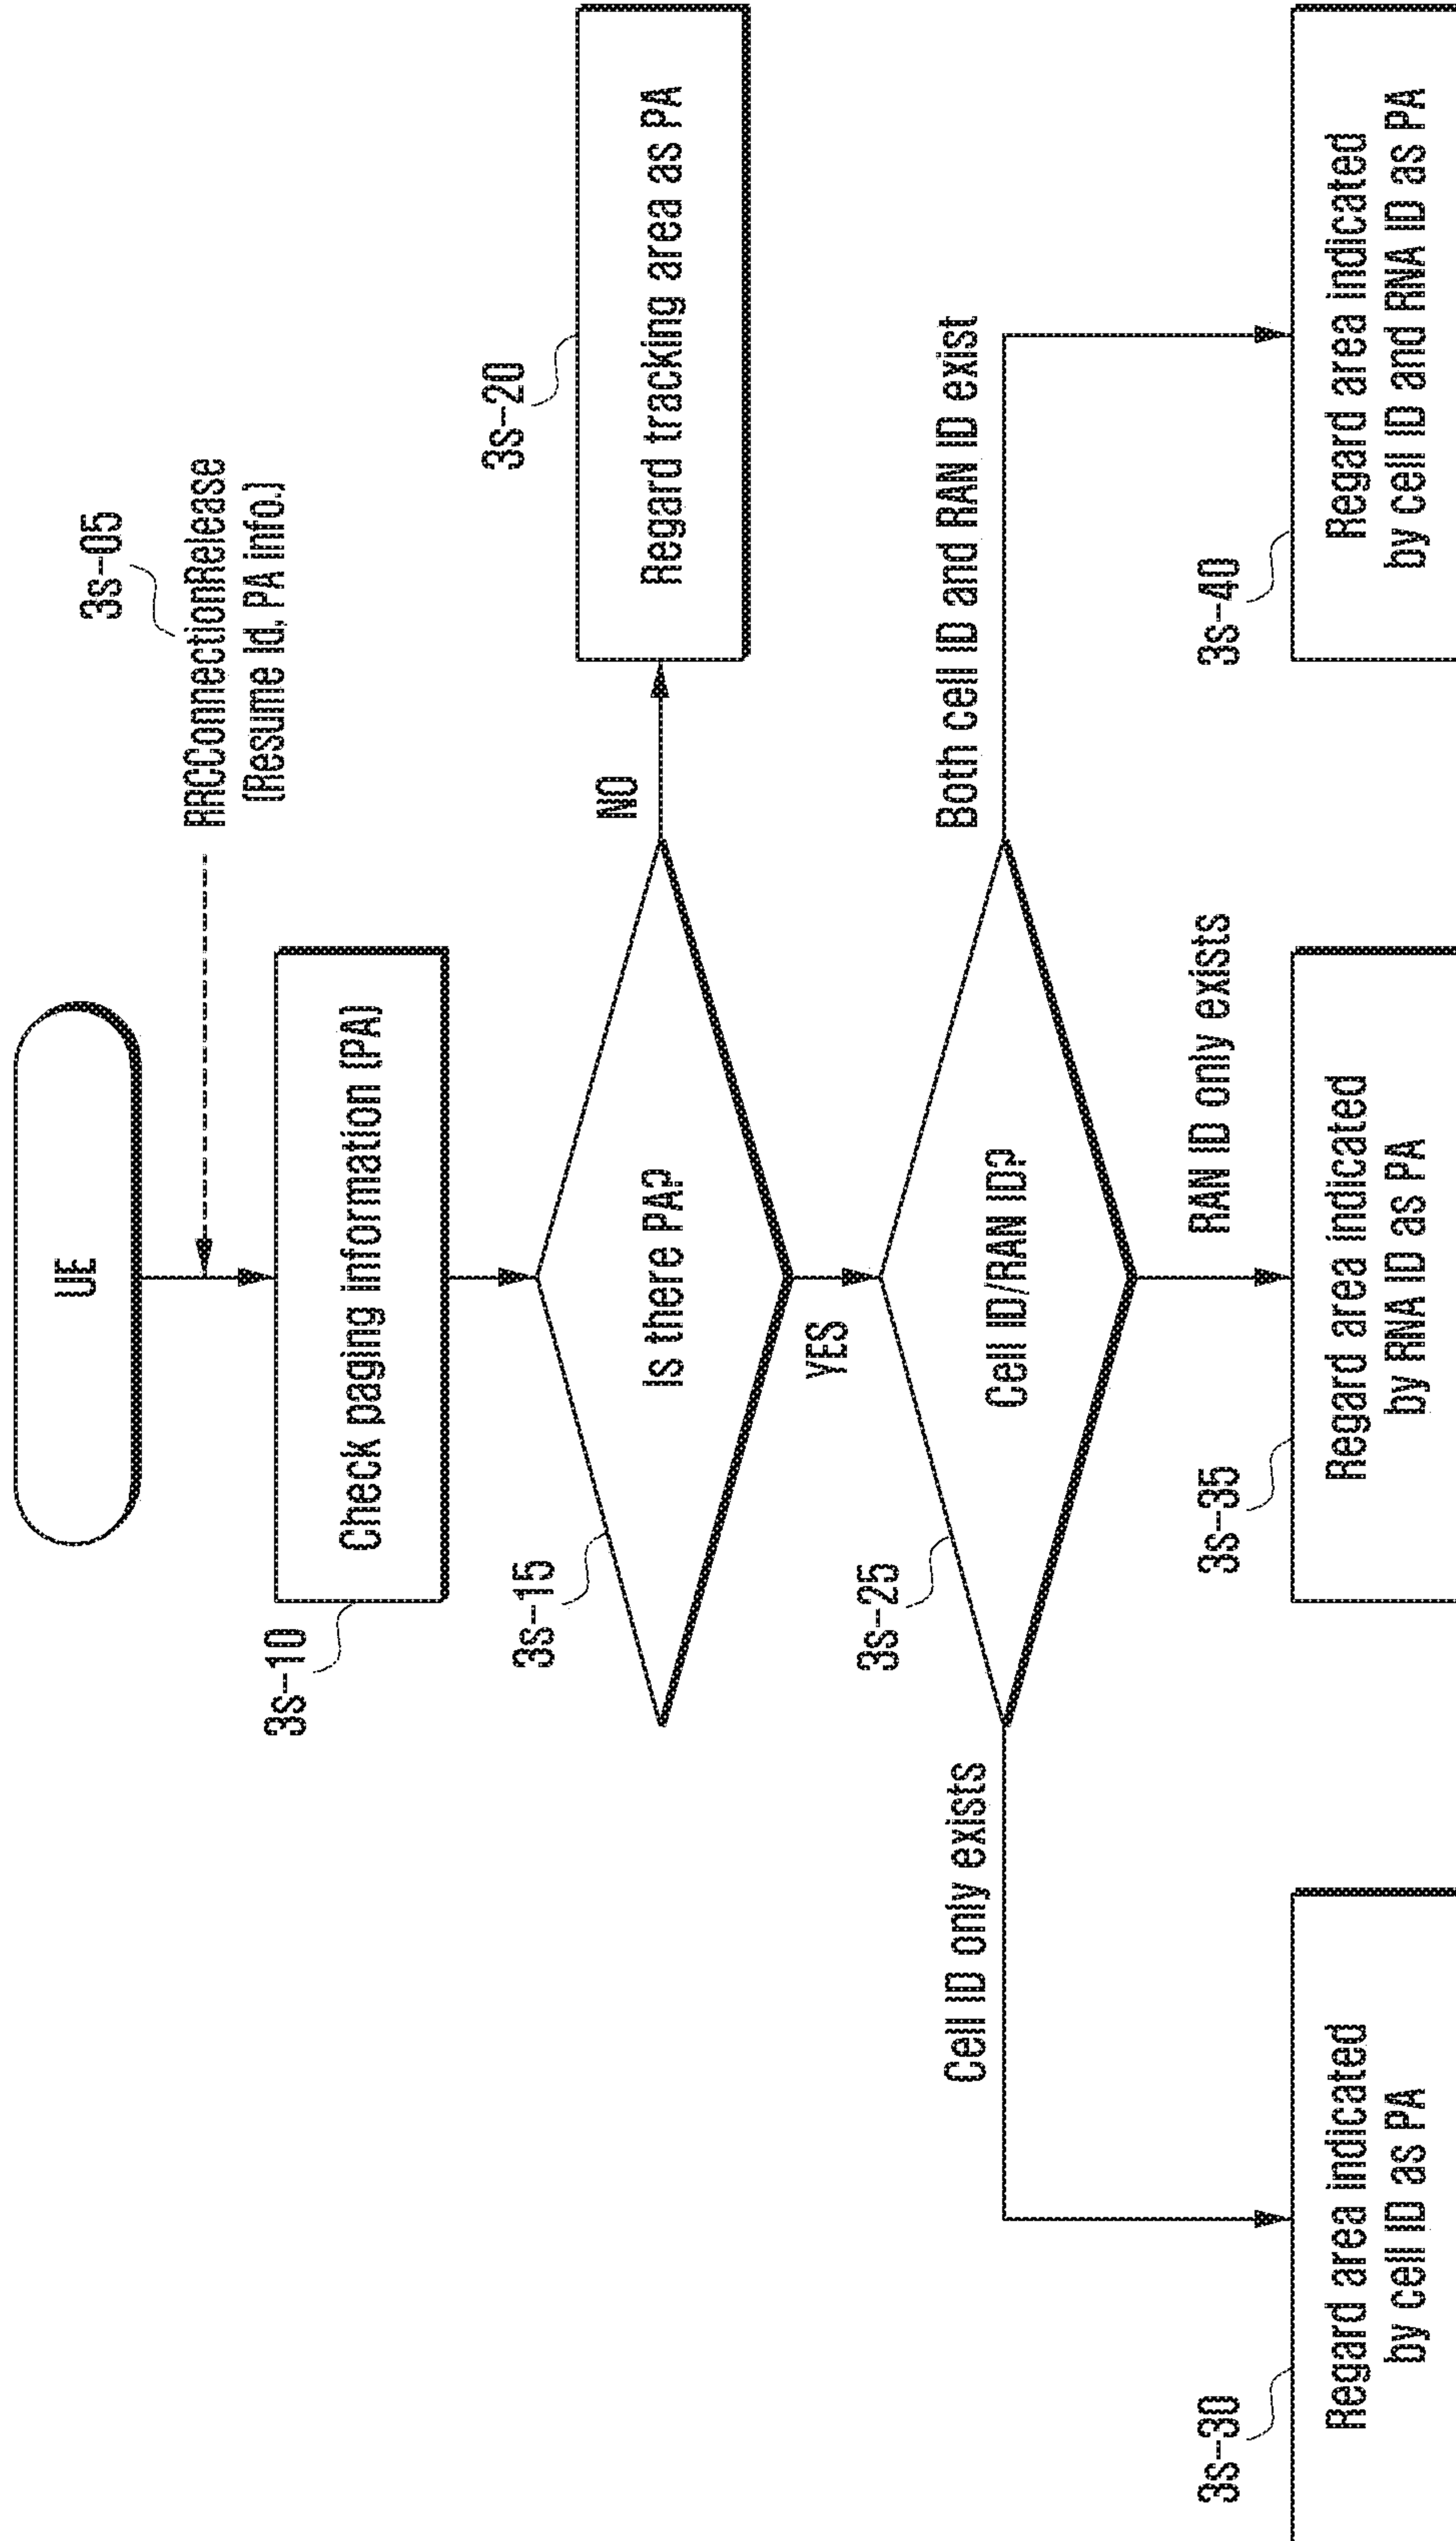 UE
3s-05
RRCConnectionRelease
(Resume Id, PA info.)
3s-10
Check paging information (PA)
3s-15
Is there PA?
NO
3s-20
Regard tracking area as PA
YES
3s-25
Cell ID/RAN ID?
Cell ID only exists
RAN ID only exists
Both cell ID and RAN ID exist
3s-30
Regard area indicated
by cell ID as PA
3s-35
Regard area indicated
by RNA ID as PA
3s-40
Regard area indicated
by cell ID and RNA ID as PA